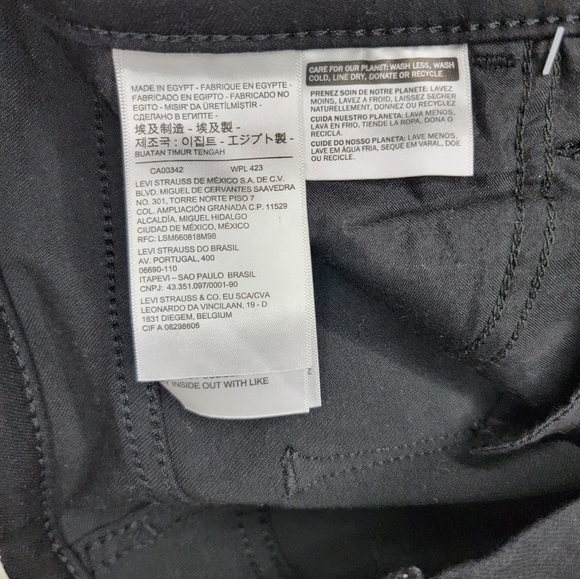 MADE IN EGYPT - FABRIQUE EN EGYPTE -
FABRICADO EN EGIPTO - FABRICADO NO
EGITO - MISIR' DA ÜRETİLMİŞTİR -
СДЕЛАНО В ЕГИПТЕ -
埃及制造 - 埃及製 -
제조국 : 이집트 - エジプト製 -
BUATAN TIMUR TENGAH
CA00342 WPL 423
LEVI STRAUSS DE MÉXICO S.A. DE C.V.
BLVD. MIGUEL DE CERVANTES SAAVEDRA
NO. 301, TORRE NORTE PISO 7
COL. AMPLIACIÓN GRANADA C.P. 11529
ALCALDÍA. MIGUEL HIDALGO
CIUDAD DE MÉXICO, MÉXICO
RFC: LSM660818M98
LEVI STRAUSS DO BRASIL
AV. PORTUGAL, 400
06690-110
ITAPEVI – SAO PAULO BRASIL
CNPJ: 43.351.097/0001-90
LEVI STRAUSS & CO. EU SCA/CVA
LEONARDO DA VINCILAAN, 19 - D
1831 DIEGEM, BELGIUM
CIF A 08298606
INSIDE OUT WITH LIKE
CARE FOR OUR PLANET: WASH LESS, WASH
COLD, LINE DRY, DONATE OR RECYCLE.
PRENEZ SOIN DE NOTRE PLANETE: LAVEZ
MOINS, LAVEZ A FROID, LAISSEZ SECHER
NATURELLEMENT, DONNEZ OU RECYCLEZ
CUIDA NUESTRO PLANETA: LAVA MENOS,
LAVA EN FRIO, TIENDE LA ROPA, DONA O
RECICLA.
CUIDE DO NOSSO PLANETA: LAVE MENOS,
LAVE EM ÁGUA FRIA, SEQUE EM VARAL, DOE
OU RECICLE.